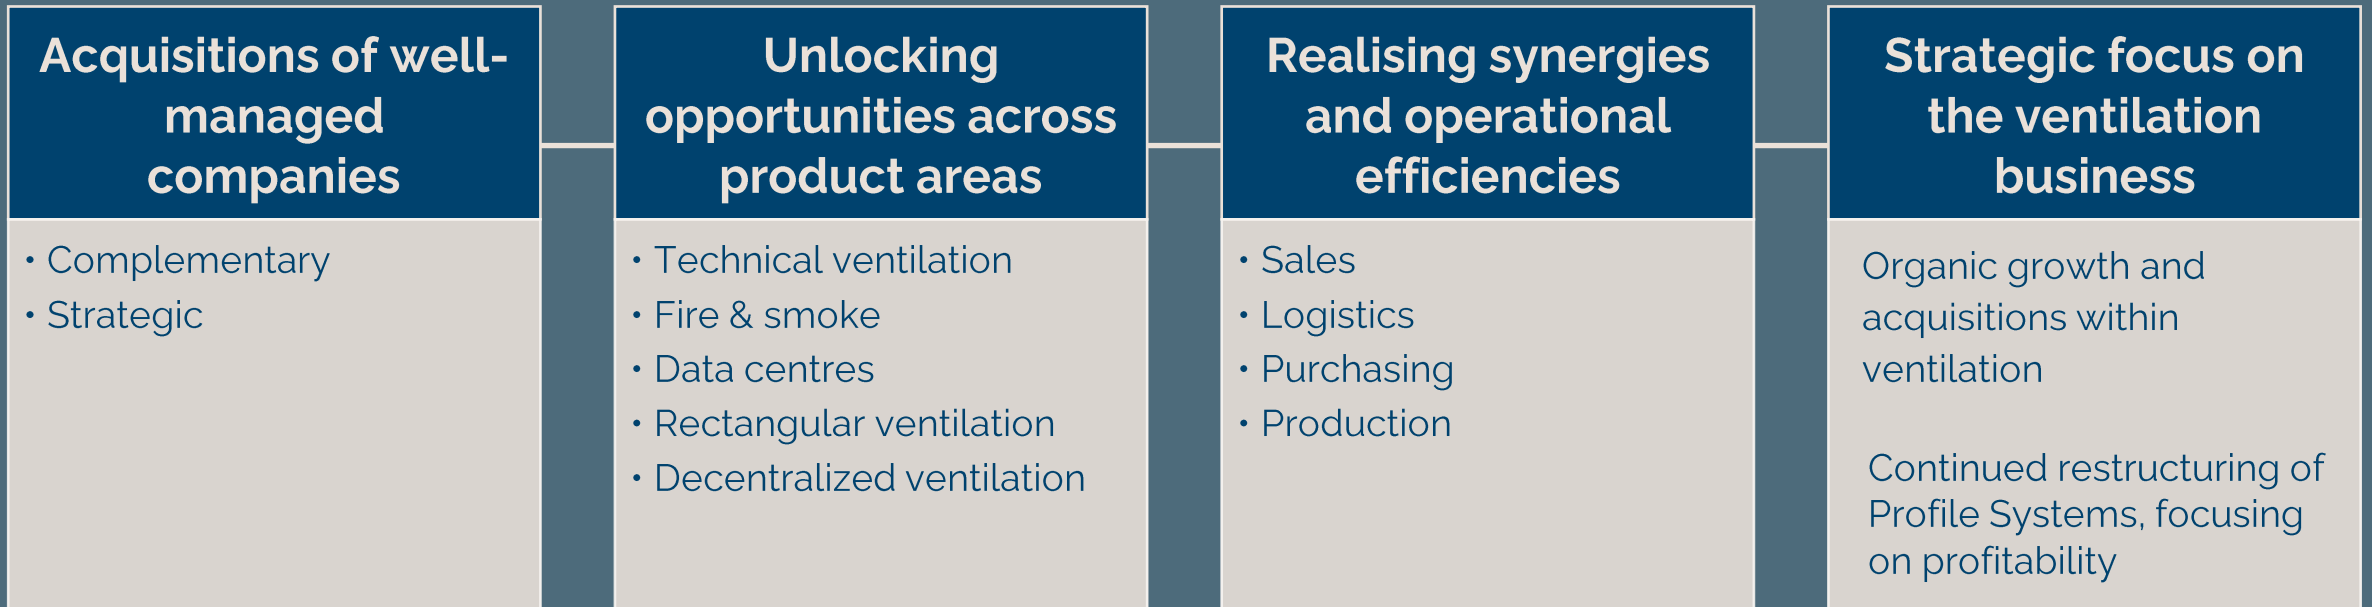 Acquisitions of well-
managed
companies
• Complementary
• Strategic
Unlocking
opportunities across
product areas
• Technical ventilation
• Fire & smoke
• Data centres
• Rectangular ventilation
• Decentralized ventilation
Realising synergies
and operational
efficiencies
• Sales
• Logistics
• Purchasing
• Production
Strategic focus on
the ventilation
business
Organic growth and
acquisitions within
ventilation
Continued restructuring of
Profile Systems, focusing
on profitability